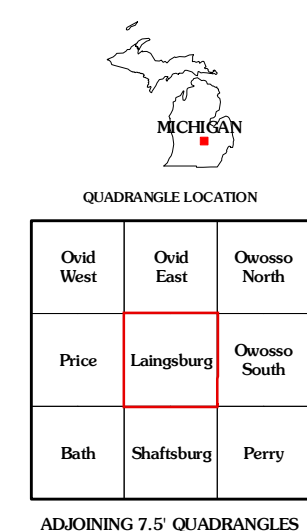 MICHIGAN
QUADRANGLE LOCATION
Ovid West
Ovid East
Owosso North
Price
Laingsburg
Owosso South
Bath
Shaftsburg
Perry
ADJOINING 7.5' QUADRANGLES